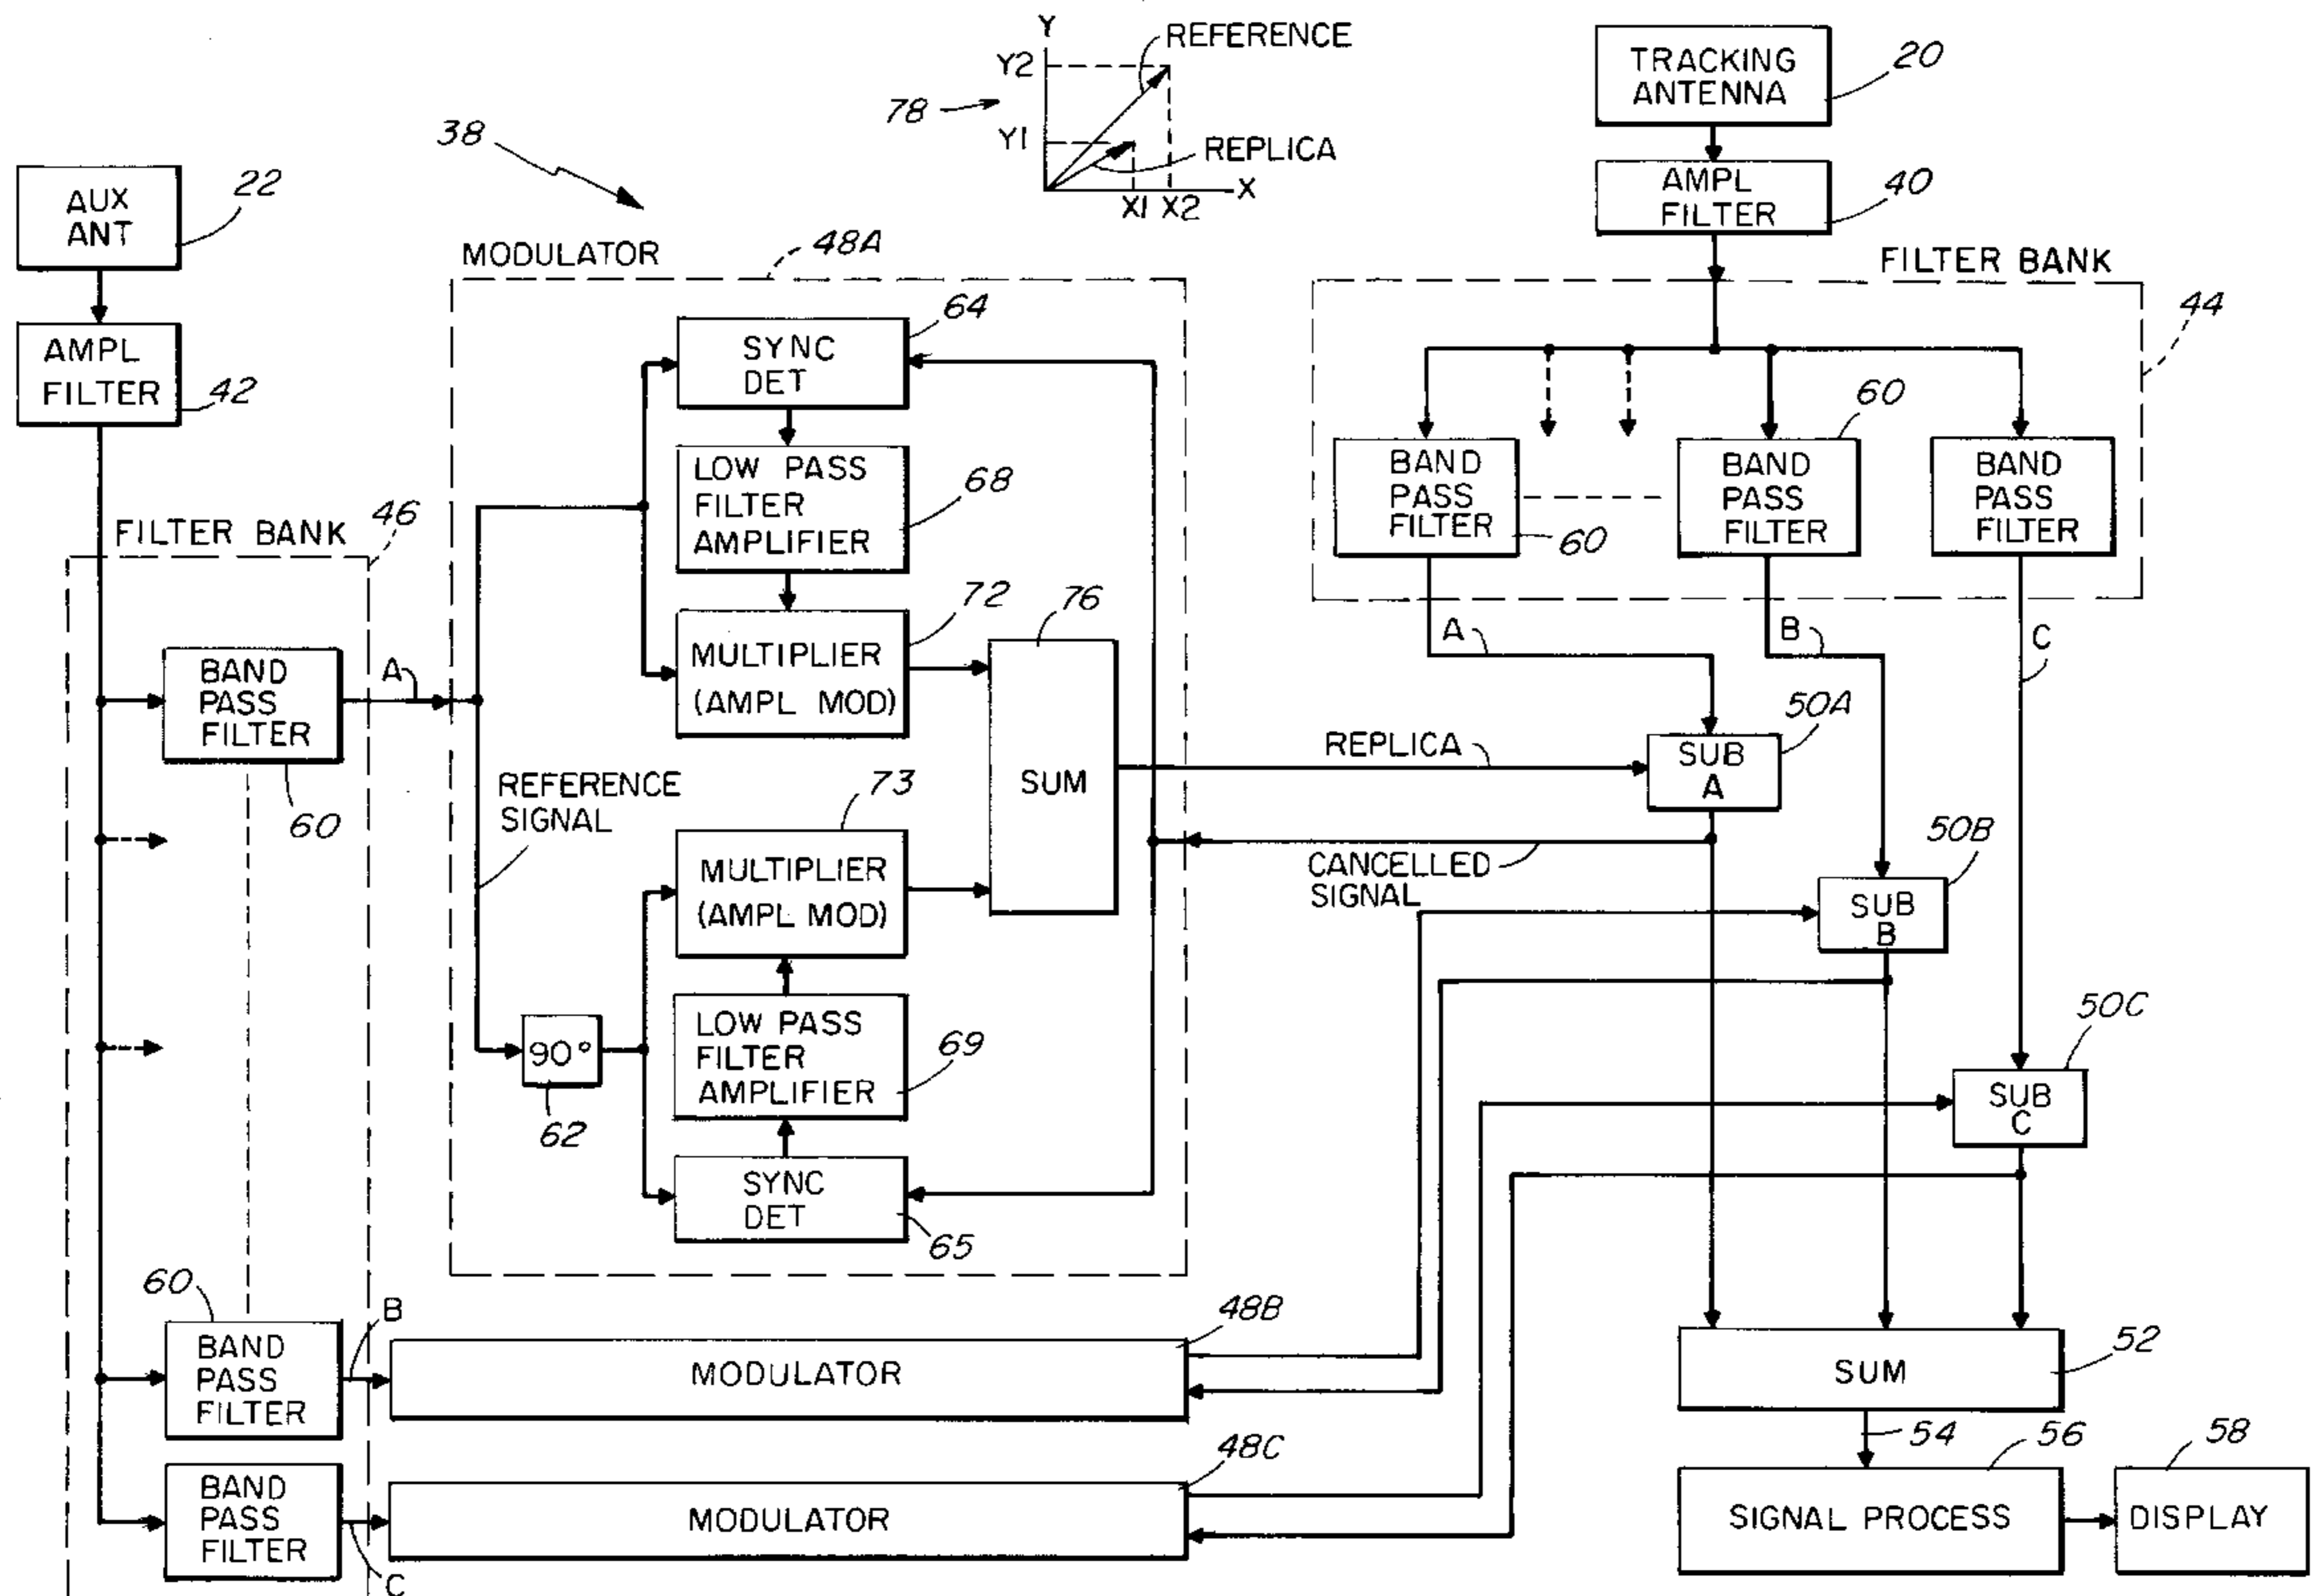 Y
REFERENCE
Y2
78
Y1
REPLICA
X
X1 X2
TRACKING
ANTENNA
20
AMPL
FILTER
40
38
AUX
ANT
22
AMPL
FILTER
42
MODULATOR
48A
FILTER BANK
44
64
SYNC
DET
LOW PASS
FILTER
AMPLIFIER
68
72
MULTIPLIER
(AMPL MOD)
76
SUM
BAND
PASS
FILTER
60
60
BAND
PASS
FILTER
BAND
PASS
FILTER
A
B
C
FILTER BANK
46
BAND
PASS
FILTER
60
A
REFERENCE
SIGNAL
73
MULTIPLIER
(AMPL MOD)
REPLICA
50A
SUB
A
CANCELLED
SIGNAL
50B
SUB
B
90°
62
LOW PASS
FILTER
AMPLIFIER
69
SYNC
DET
65
50C
SUB
C
60
BAND
PASS
FILTER
B
MODULATOR
48B
SUM
52
BAND
PASS
FILTER
C
MODULATOR
48C
54
56
SIGNAL PROCESS
58
DISPLAY